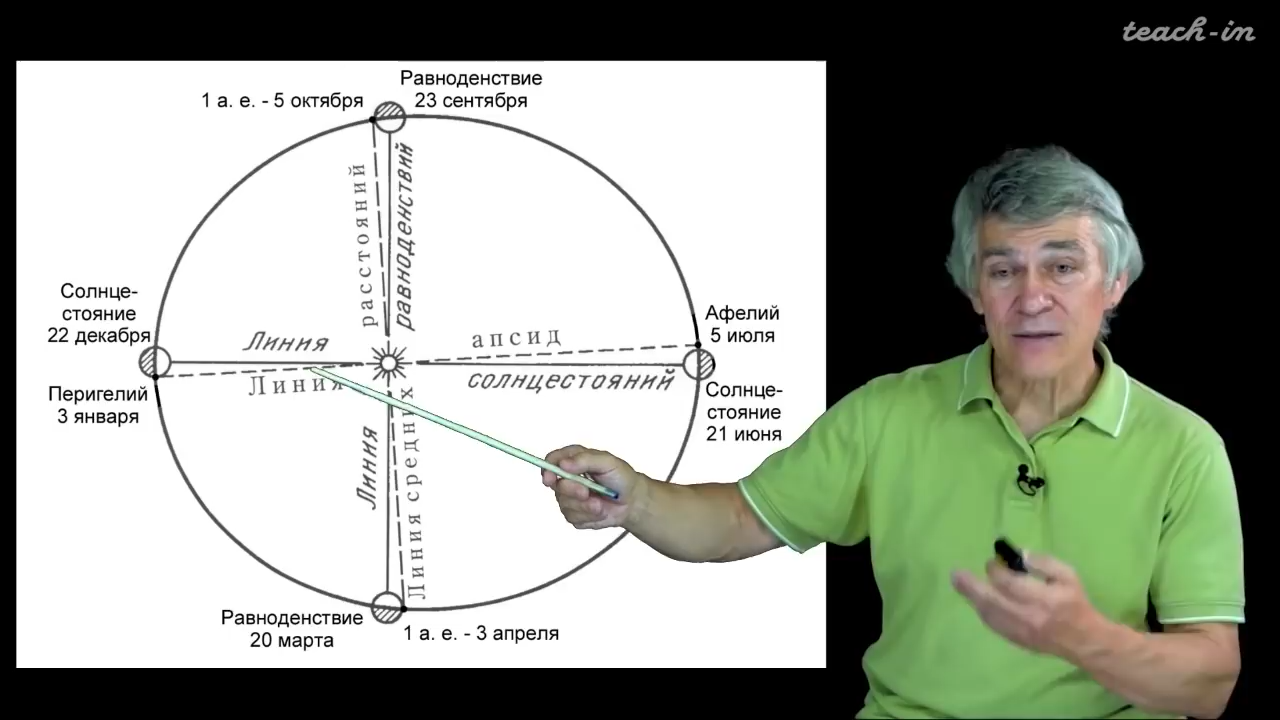 teach-in
Равноденствие
23 сентября
1 а. е. - 5 октября
расстояний
равноденствий
Солнце-
стояние
22 декабря
Афелий
5 июля
Линия
апсид
Линия
солнцестояний
Перигелий
3 января
Солнце-
стояние
21 июня
Линия
Линия средних
Равноденствие
20 марта
1 а. е. - 3 апреля